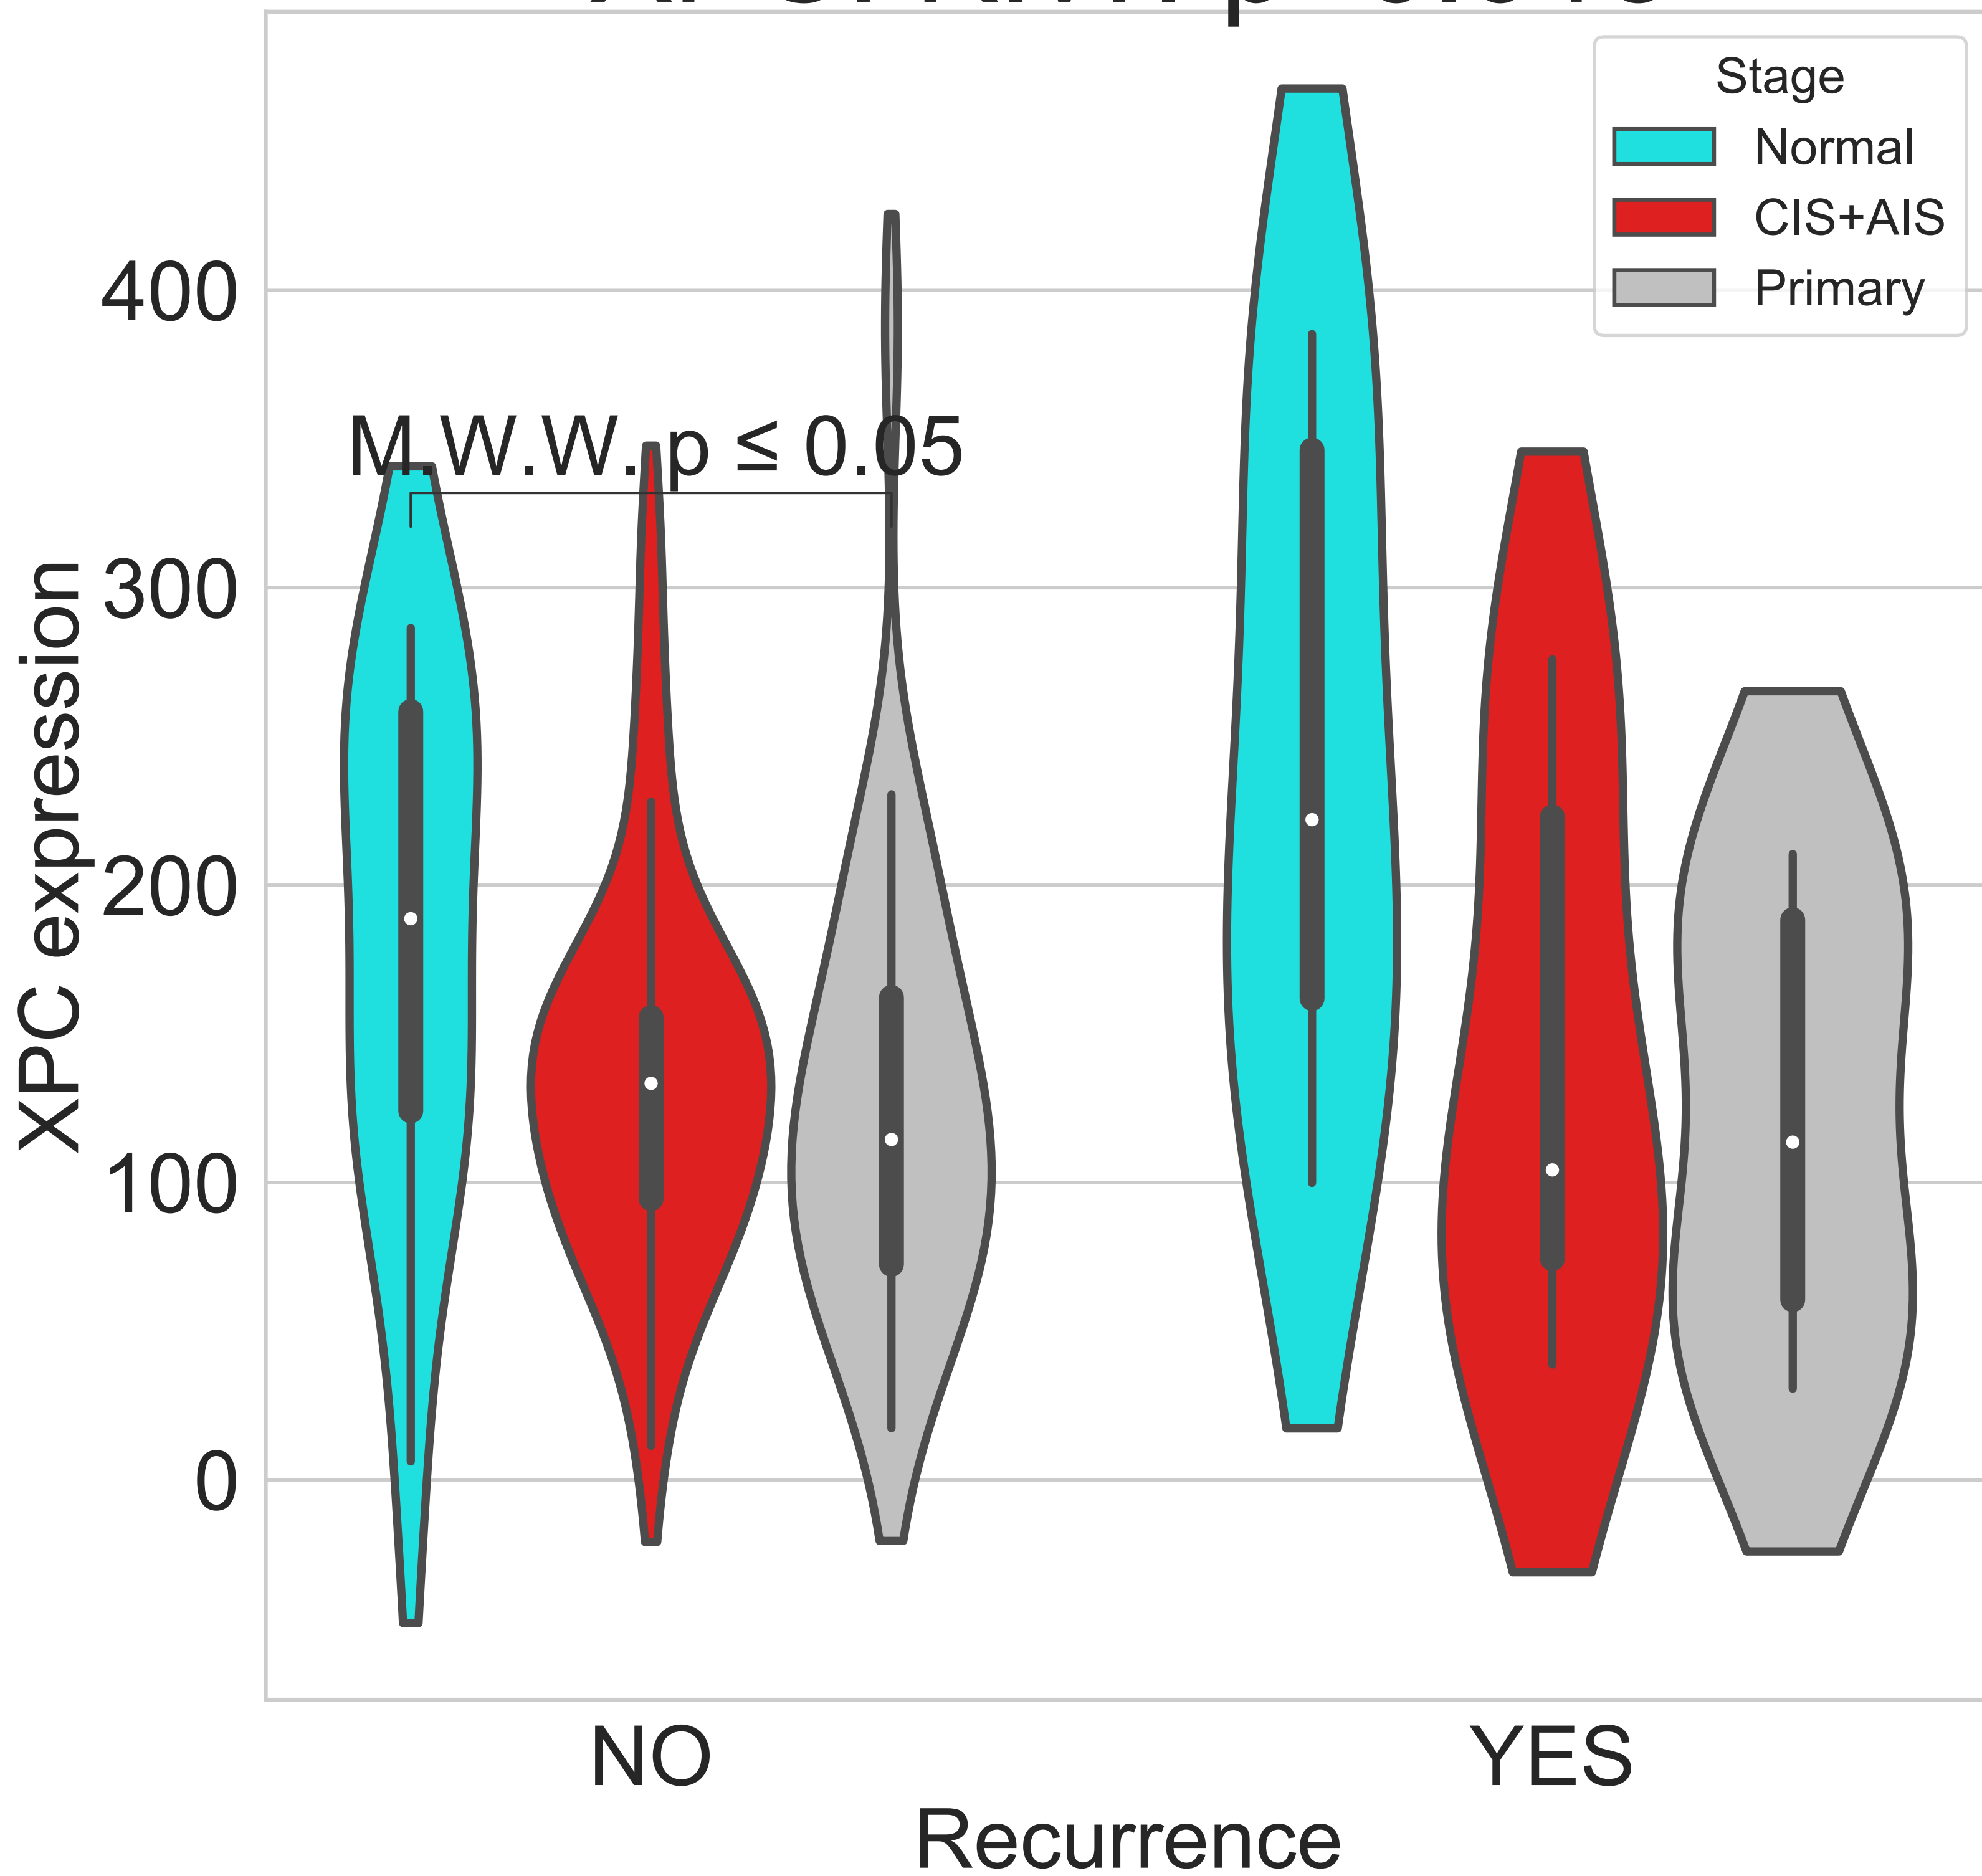 Stage
Normal
CIS+AIS
Primary
400
M.W.W. p ≤ 0.05
300
200
100
0
XPC expression
NO
YES
Recurrence